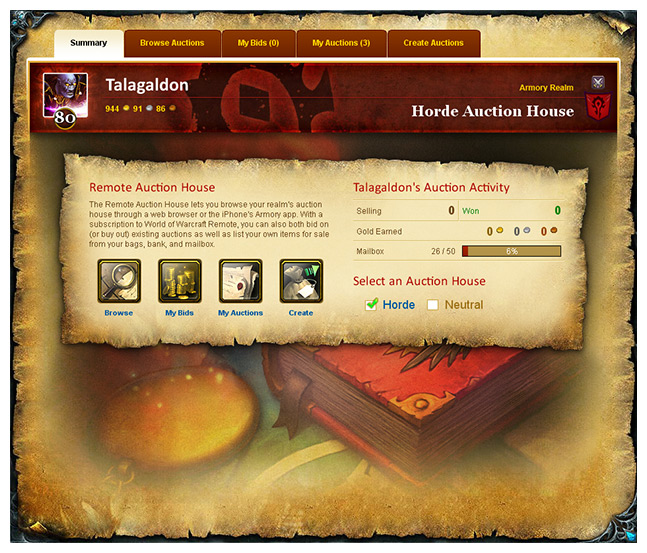 Summary
Browse Auctions
My Bids (0)
My Auctions (3)
Create Auctions
Talagaldon
80
944 91 86
Armory Realm
Horde Auction House
Remote Auction House
The Remote Auction House lets you browse your realm's auction
house through a web browser or the iPhone's Armory app. With a
subscription to World of Warcraft Remote, you can also both bid on
(or buy out) existing auctions as well as list your own items for sale
from your bags, bank, and mailbox.
Browse
My Bids
My Auctions
Create
Talagaldon's Auction Activity
Selling 0 Won 0
Gold Earned 0 0 0
Mailbox 26 / 50 6%
Select an Auction House
Horde Neutral